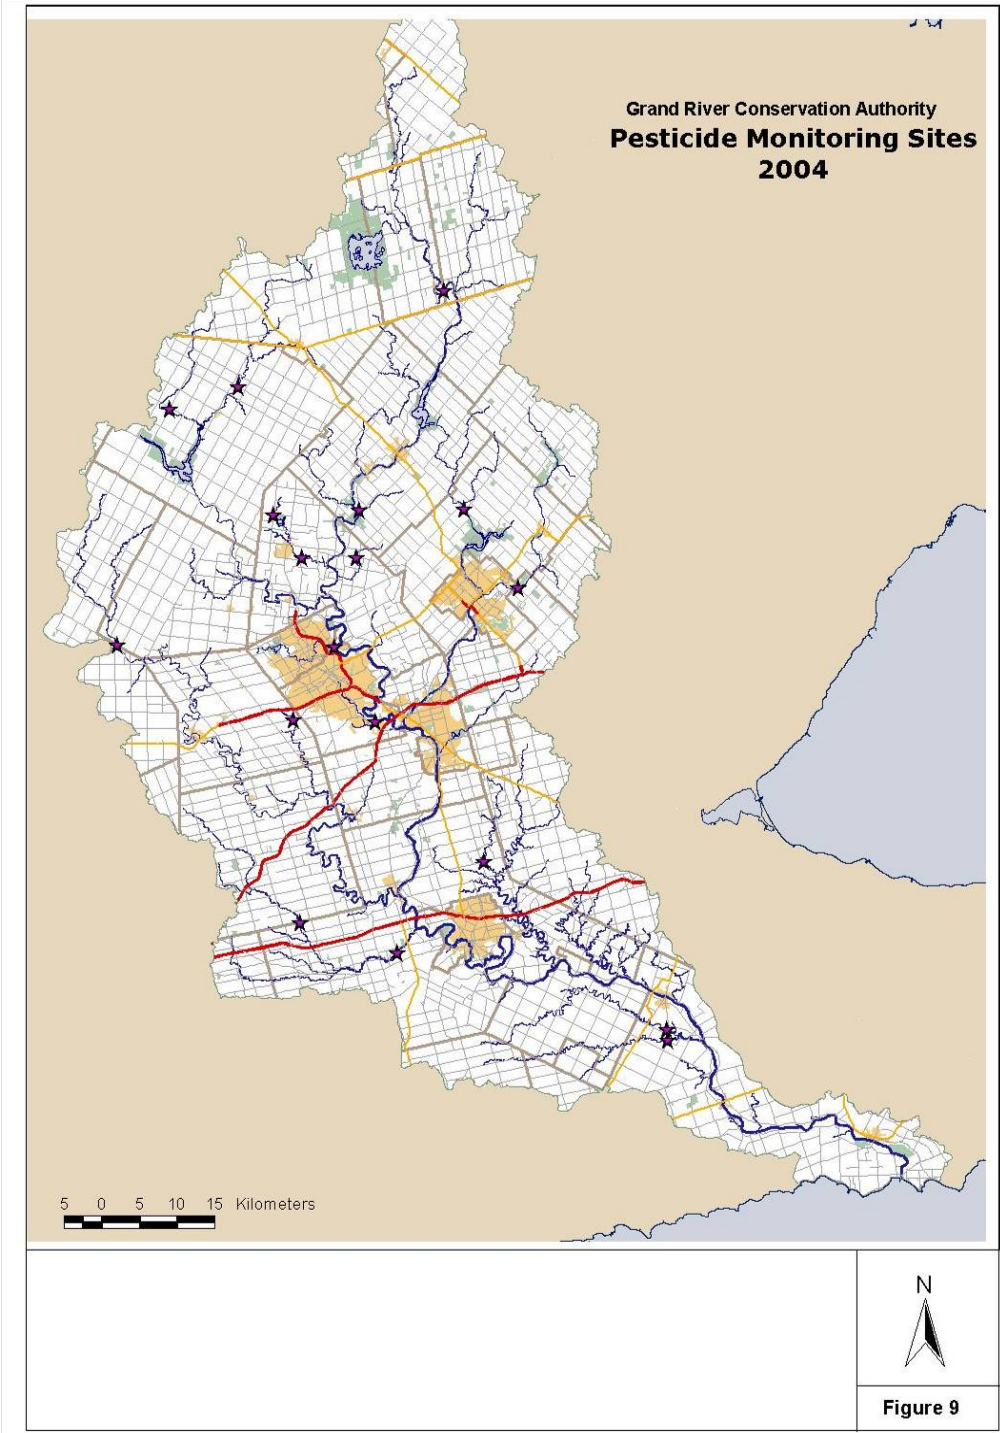 Grand River Conservation Authority
Pesticide Monitoring Sites
2004
5 0 5 10 15 Kilometers
N
Figure 9